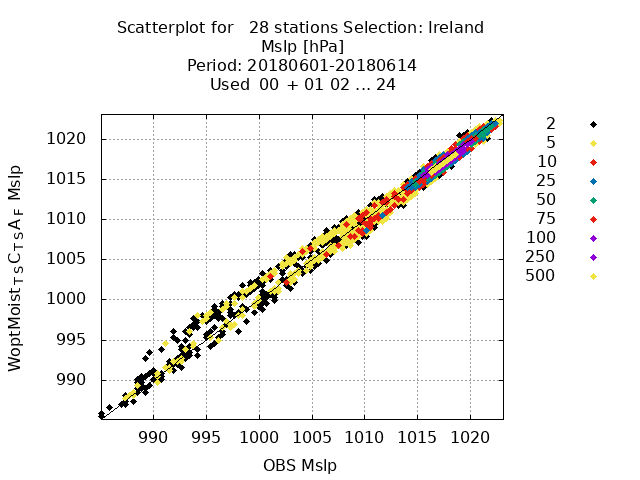 Scatterplot for   28 stations Selection: Ireland
Mslp [hPa]
Period: 20180601-20180614
Used  00 + 01 02 ... 24
WoptMoist_T_SC_T_SA_F Mslp
1020
1015
1010
1005
1000
995
990
990 995 1000 1005 1010 1015 1020
OBS Mslp
2
5
10
25
50
75
100
250
500